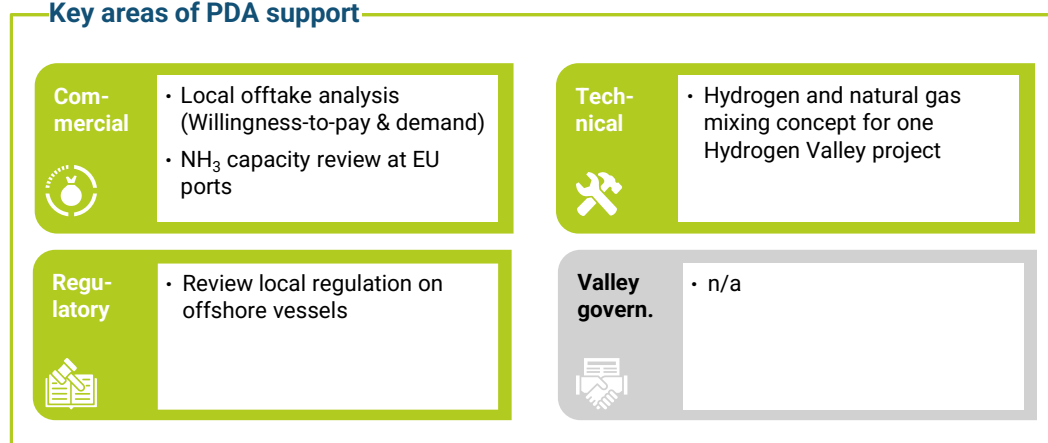 Key areas of PDA support
Com-
mercial
· Local offtake analysis
(Willingness-to-pay & demand)
· NH₃ capacity review at EU
ports
Tech-
nical
· Hydrogen and natural gas
mixing concept for one
Hydrogen Valley project
Regu-
latory
· Review local regulation on
offshore vessels
Valley
govern.
· n/a